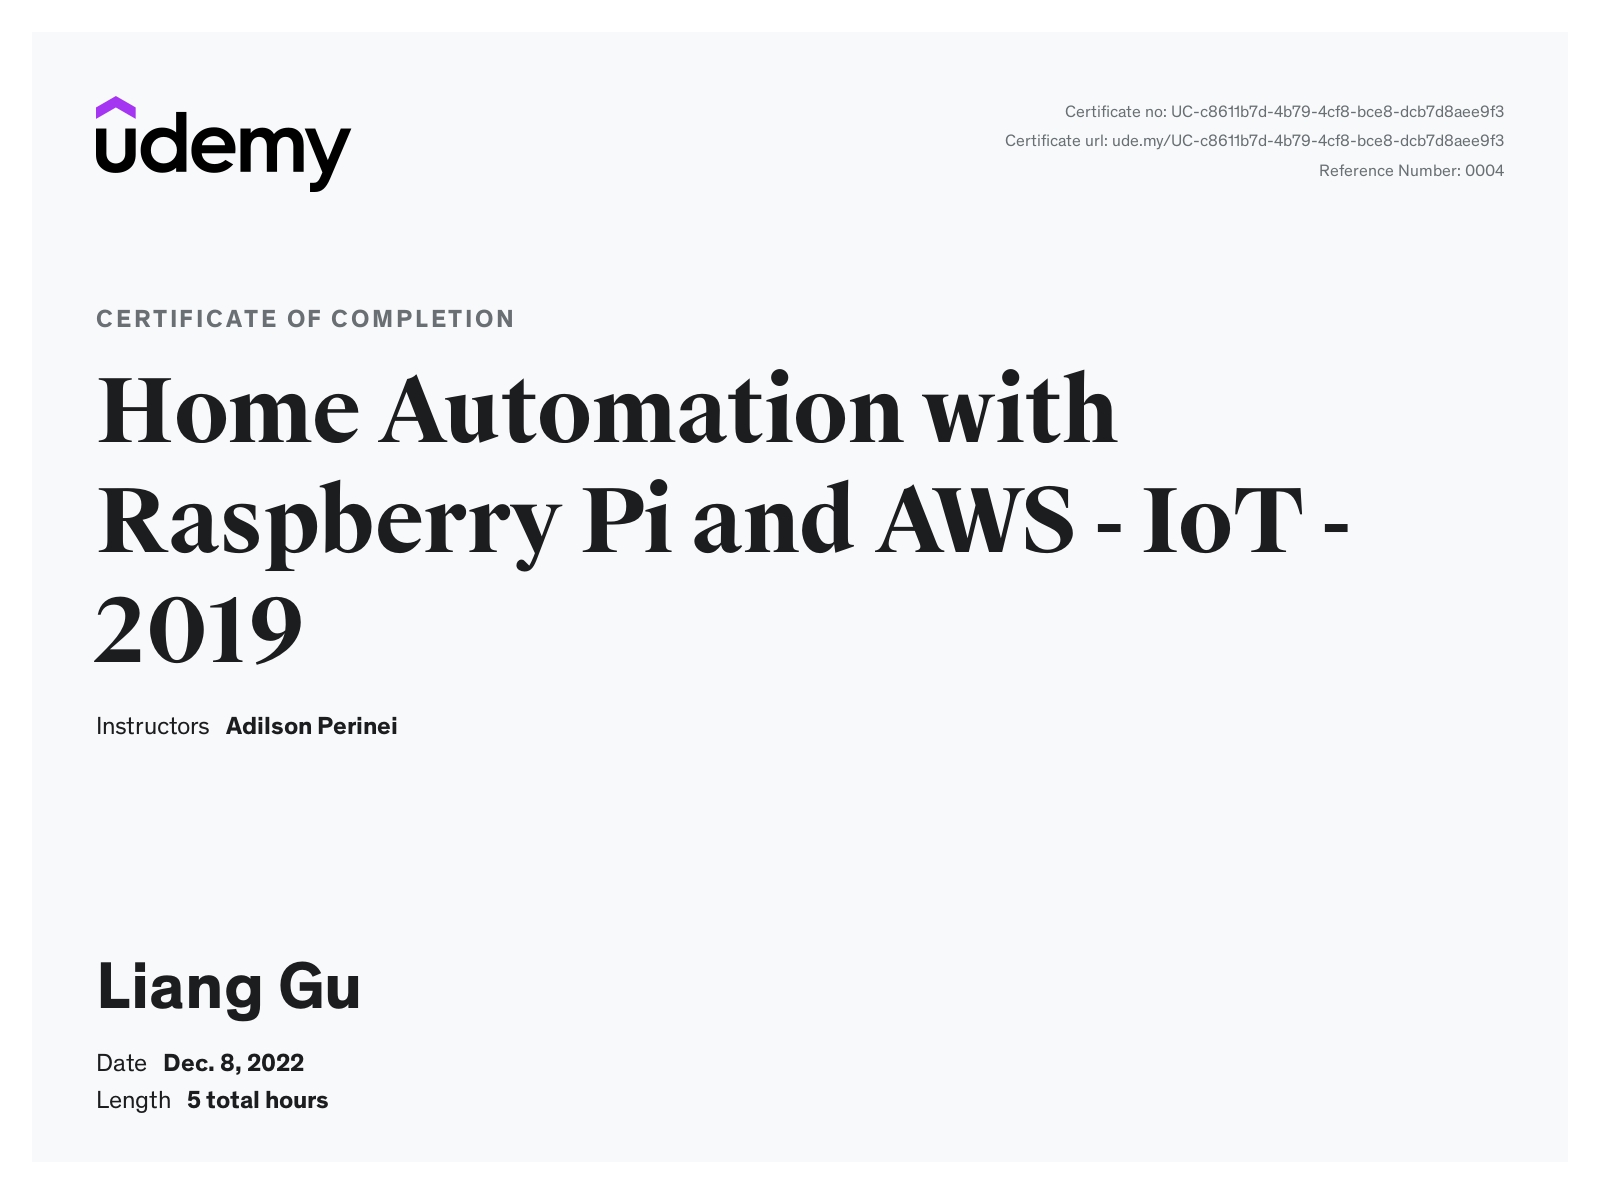 udemy
Certificate no: UC-c8611b7d-4b79-4cf8-bce8-dcb7d8aee9f3
Certificate url: ude.my/UC-c8611b7d-4b79-4cf8-bce8-dcb7d8aee9f3
Reference Number: 0004
CERTIFICATE OF COMPLETION
Home Automation with
Raspberry Pi and AWS - IoT -
2019
Instructors Adilson Perinei
Liang Gu
Date Dec. 8, 2022
Length 5 total hours